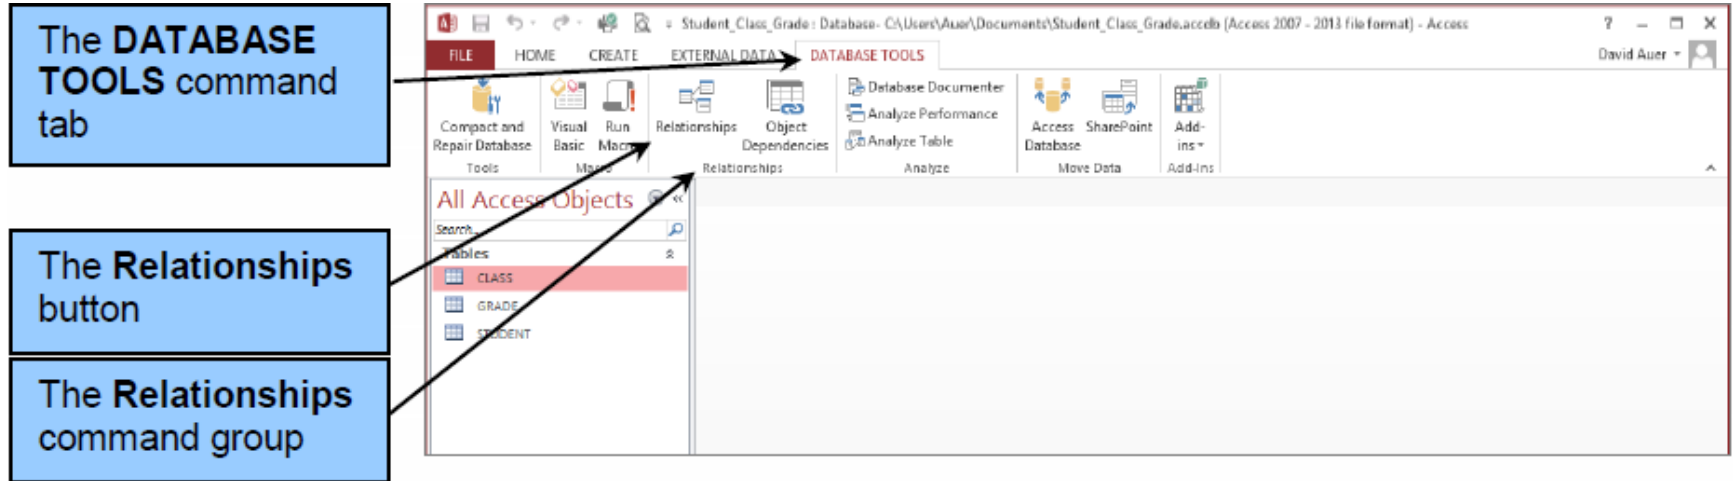 The DATABASE
TOOLS command
tab
The Relationships
button
The Relationships
command group
Student_Class_Grade : Database- C:\Users\Auer\Documents\Student_Class_Grade.accdb (Access 2007 - 2013 file format) - Access
FILE HOME CREATE EXTERNAL DATA DATABASE TOOLS David Auer
Compact and
Repair Database
Visual
Basic
Run
Macro
Relationships
Object
Dependencies
Database Documenter
Analyze Performance
Analyze Table
Access
Database
SharePoint
Add-
ins
Tools Macro Relationships Analyze Move Data Add-Ins
All Access Objects
Search...
Tables
CLASS
GRADE
STUDENT